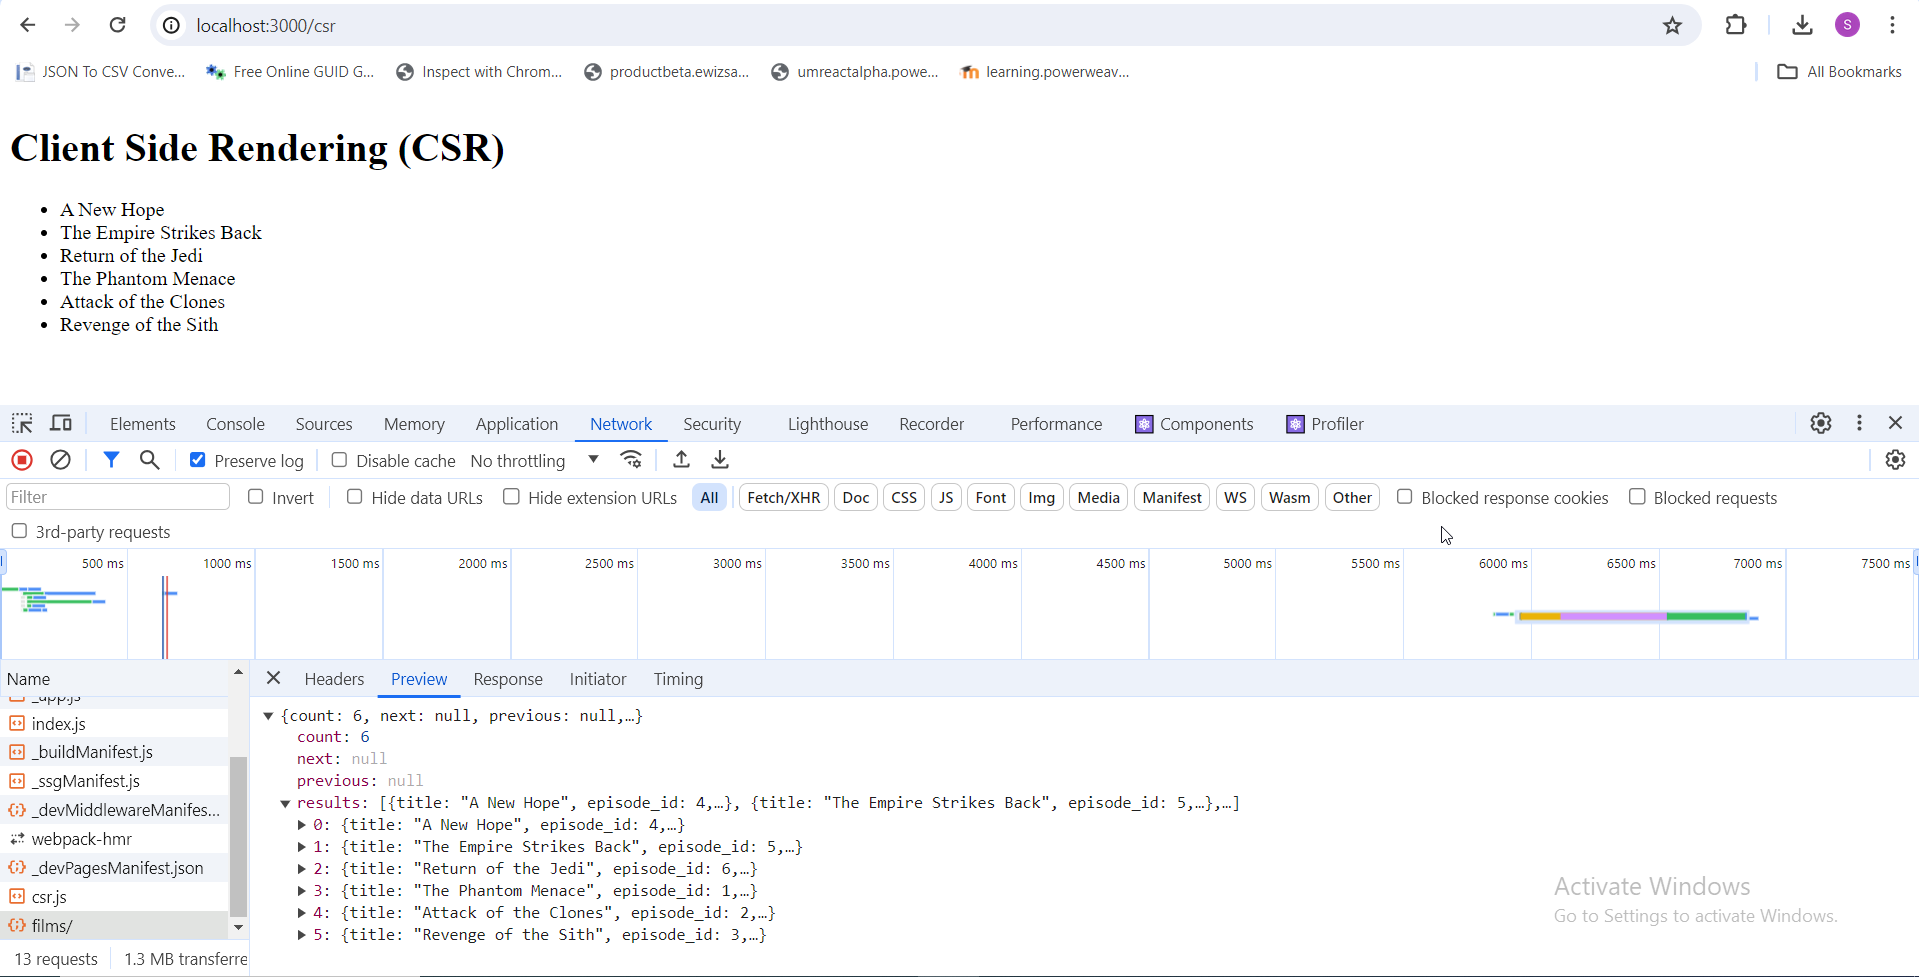 localhost:3000/csr
S
JSON To CSV Conve... Free Online GUID G... Inspect with Chrom... productbeta.ewizsa... umreactalpha.powe... learning.powerweav... All Bookmarks
Client Side Rendering (CSR)
• A New Hope
• The Empire Strikes Back
• Return of the Jedi
• The Phantom Menace
• Attack of the Clones
• Revenge of the Sith
Elements Console Sources Memory Application Network Security Lighthouse Recorder Performance Components Profiler
Preserve log Disable cache No throttling
Filter Invert Hide data URLs Hide extension URLs All Fetch/XHR Doc CSS JS Font Img Media Manifest WS Wasm Other Blocked response cookies Blocked requests
3rd-party requests
500 ms 1000 ms 1500 ms 2000 ms 2500 ms 3000 ms 3500 ms 4000 ms 4500 ms 5000 ms 5500 ms 6000 ms 6500 ms 7000 ms 7500 ms
Name
_app.js
index.js
_buildManifest.js
_ssgManifest.js
_devMiddlewareManifes...
webpack-hmr
_devPagesManifest.json
csr.js
films/
13 requests 1.3 MB transferre
Headers Preview Response Initiator Timing
{count: 6, next: null, previous: null,…}
count: 6
next: null
previous: null
results: [{title: "A New Hope", episode_id: 4,…}, {title: "The Empire Strikes Back", episode_id: 5,…},…]
0: {title: "A New Hope", episode_id: 4,…}
1: {title: "The Empire Strikes Back", episode_id: 5,…}
2: {title: "Return of the Jedi", episode_id: 6,…}
3: {title: "The Phantom Menace", episode_id: 1,…}
4: {title: "Attack of the Clones", episode_id: 2,…}
5: {title: "Revenge of the Sith", episode_id: 3,…}
Activate Windows
Go to Settings to activate Windows.